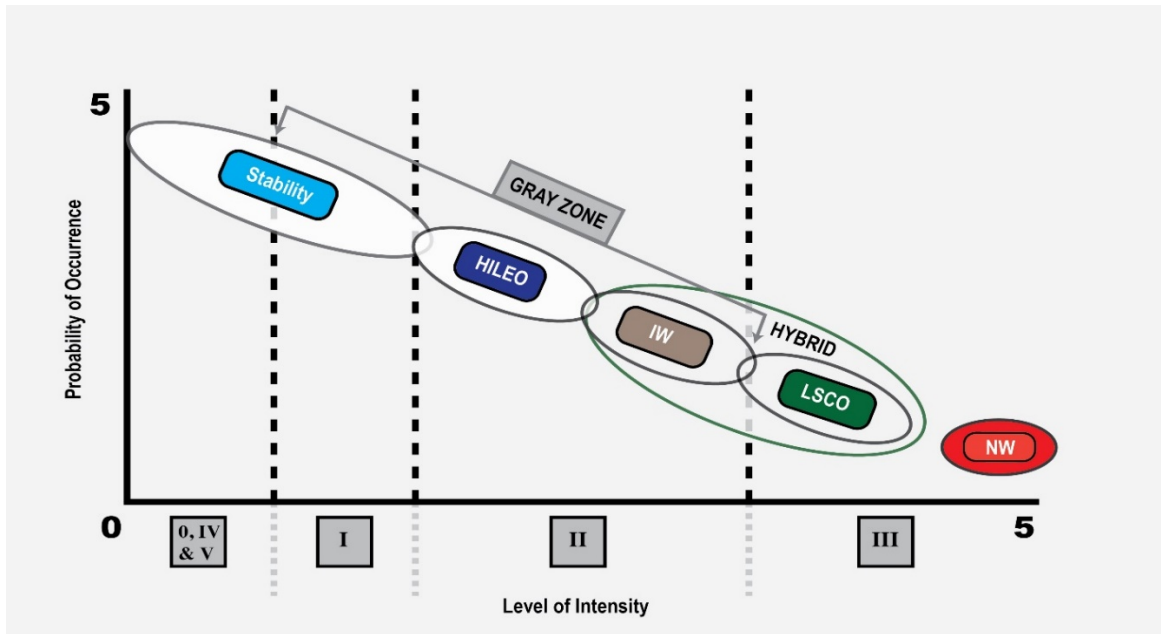 5
Probability of Occurrence
Stability
GRAY ZONE
HILEO
IW
HYBRID
LSCO
NW
0
5
0, IV
& V
I
II
III
Level of Intensity